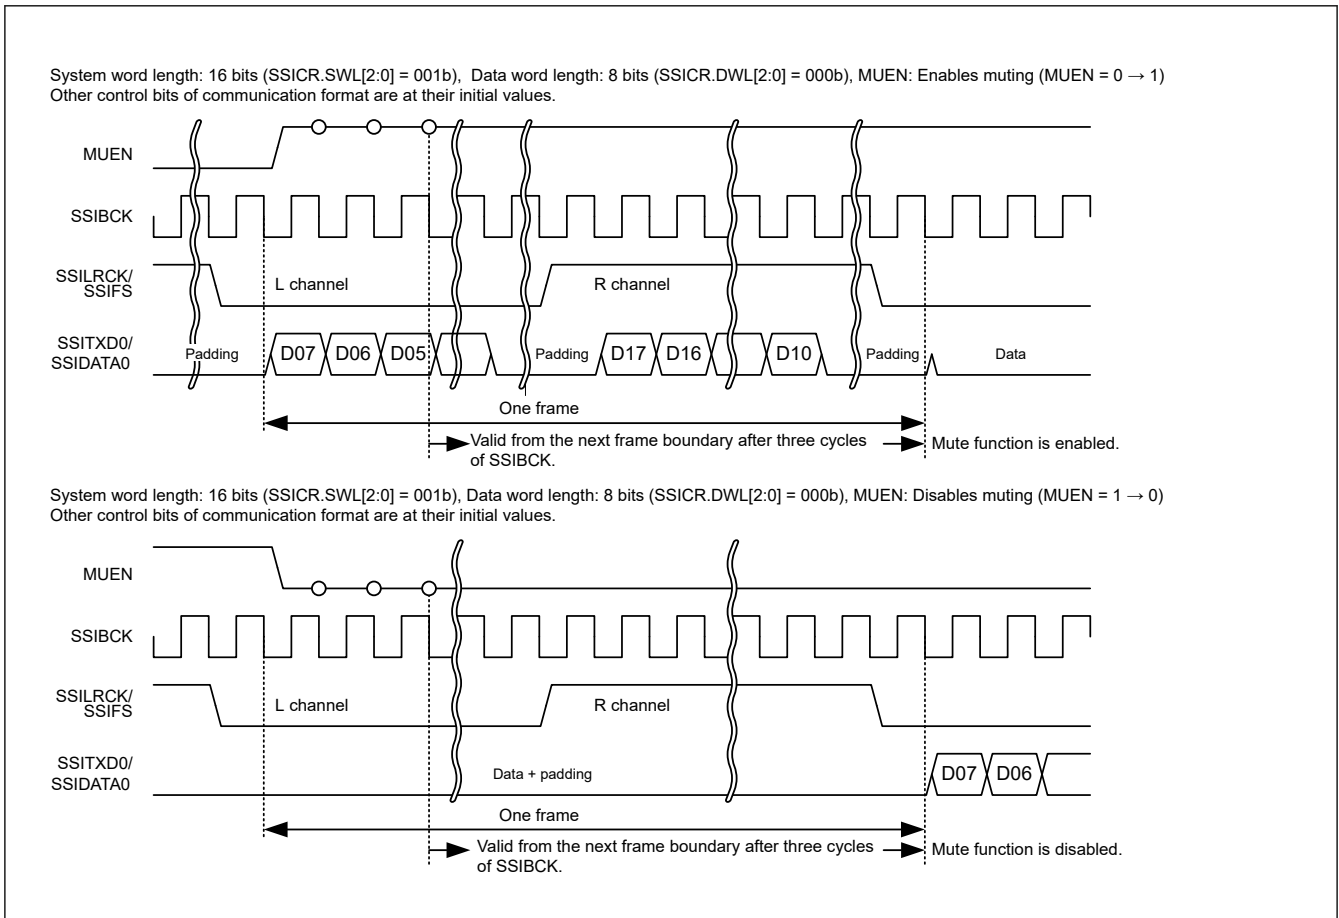 System word length: 16 bits (SSICR.SWL[2:0] = 001b),  Data word length: 8 bits (SSICR.DWL[2:0] = 000b), MUEN: Enables muting (MUEN = 0 → 1)
Other control bits of communication format are at their initial values.
MUEN
SSIBCK
SSILRCK/
SSIFS
L channel
R channel
SSITXD0/
SSIDATA0
Padding
D07
D06
D05
Padding
D17
D16
D10
Padding
Data
One frame
Valid from the next frame boundary after three cycles
of SSIBCK.
Mute function is enabled.
System word length: 16 bits (SSICR.SWL[2:0] = 001b), Data word length: 8 bits (SSICR.DWL[2:0] = 000b), MUEN: Disables muting (MUEN = 1 → 0)
Other control bits of communication format are at their initial values.
MUEN
SSIBCK
SSILRCK/
SSIFS
L channel
R channel
SSITXD0/
SSIDATA0
Data + padding
D07
D06
One frame
Valid from the next frame boundary after three cycles
of SSIBCK.
Mute function is disabled.